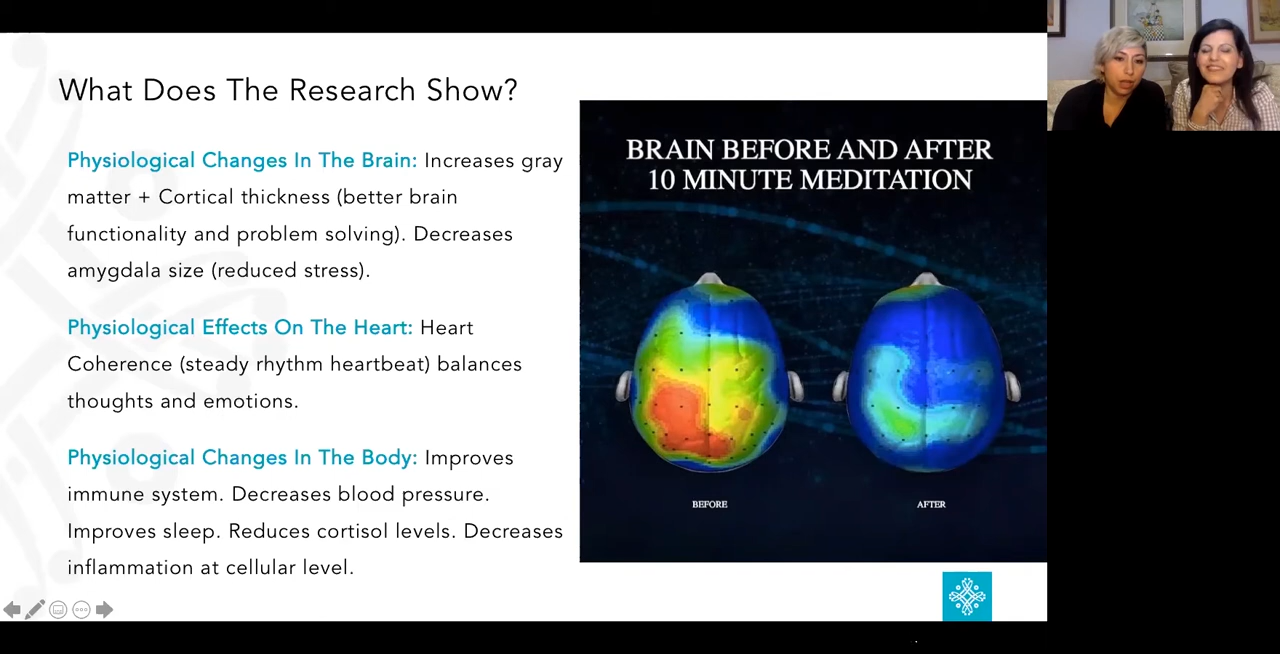 What Does The Research Show?
Physiological Changes In The Brain: Increases gray
matter + Cortical thickness (better brain
functionality and problem solving). Decreases
amygdala size (reduced stress).
Physiological Effects On The Heart: Heart
Coherence (steady rhythm heartbeat) balances
thoughts and emotions.
Physiological Changes In The Body: Improves
immune system. Decreases blood pressure.
Improves sleep. Reduces cortisol levels. Decreases
inflammation at cellular level.
BRAIN BEFORE AND AFTER
10 MINUTE MEDITATION
BEFORE
AFTER